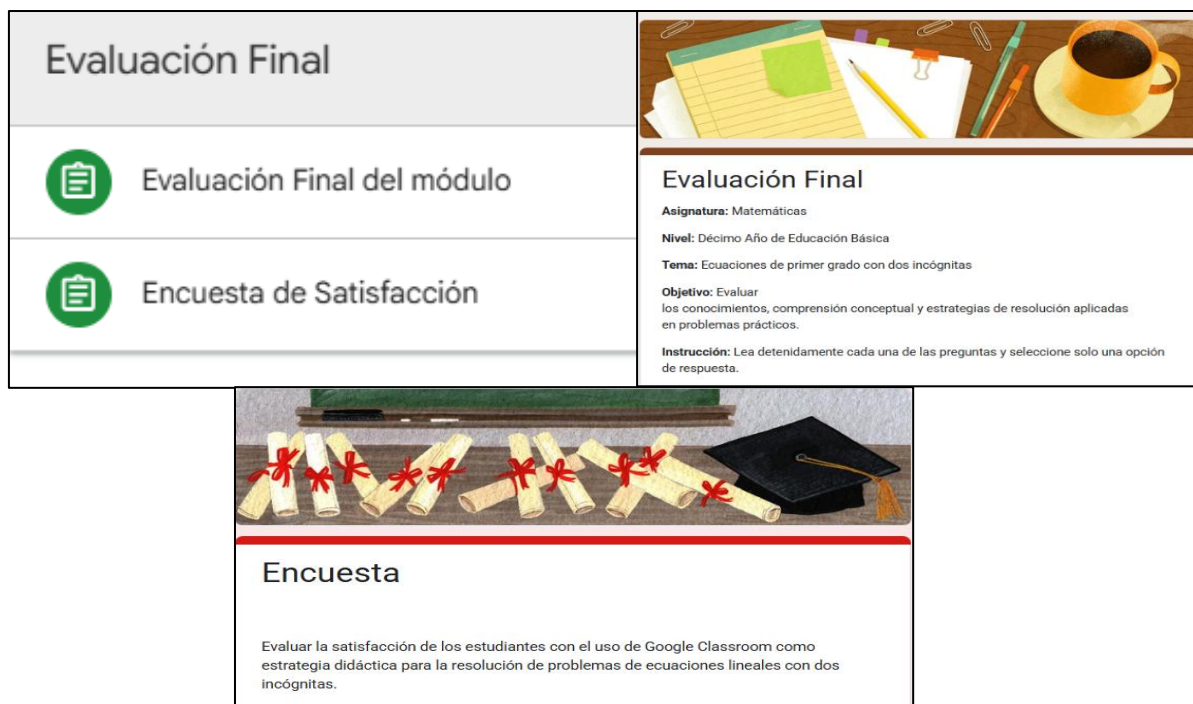 Evaluación Final
Evaluación Final del módulo
Encuesta de Satisfacción
Evaluación Final
Asignatura: Matemáticas
Nivel: Décimo Año de Educación Básica
Tema: Ecuaciones de primer grado con dos incógnitas
Objetivo: Evaluar
los conocimientos, comprensión conceptual y estrategias de resolución aplicadas
en problemas prácticos.
Instrucción: Lea detenidamente cada una de las preguntas y seleccione solo una opción
de respuesta.
Encuesta
Evaluar la satisfacción de los estudiantes con el uso de Google Classroom como
estrategia didáctica para la resolución de problemas de ecuaciones lineales con dos
incógnitas.